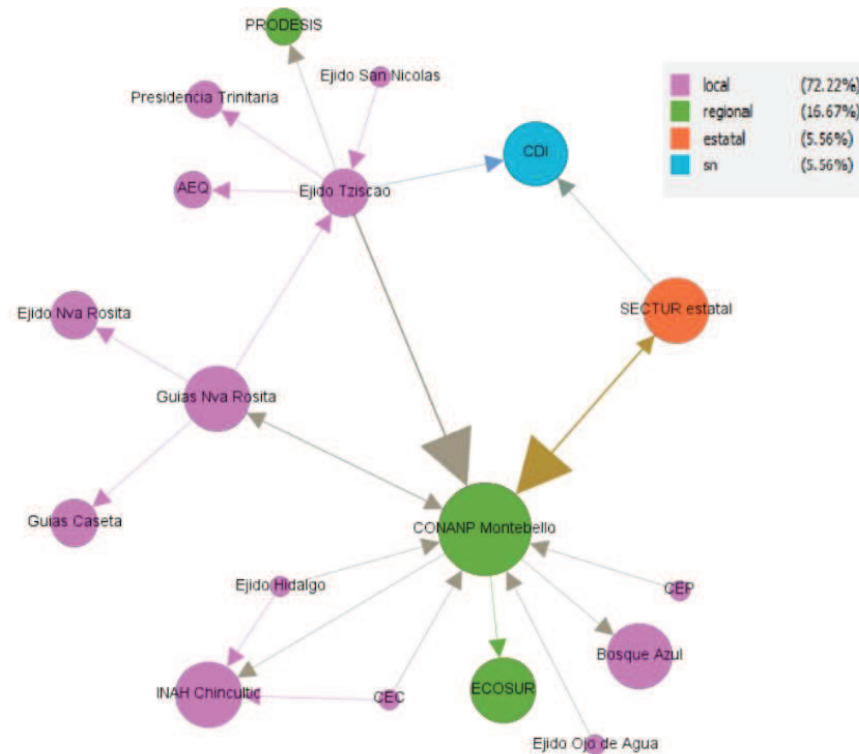 PRODESIS
Ejido San Nicolas
Presidencia Trinitaria
local (72.22%)
regional (16.67%)
estatal (5.56%)
sn (5.56%)
CDI
AEQ
Ejido Tziscao
Ejido Nva Rosita
SECTUR estatal
Guias Nva Rosita
Guias Caseta
CONANP Montebello
Ejido Hidalgo
CEP
Bosque Azul
INAH Chincultic
CEC
ECOSUR
Ejido Ojo de Agua